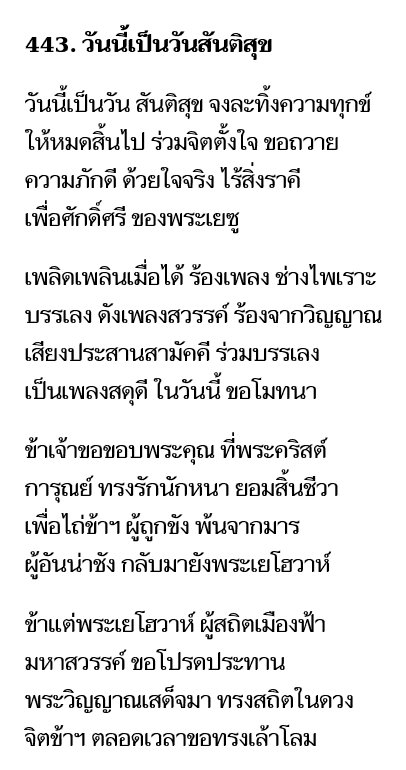 443. วันนี้เป็นวันสันติสุข
วันนี้เป็นวัน สันติสุข จงละทิ้งความทุกข์
ให้หมดสิ้นไป ร่วมจิตตั้งใจ ขอถวาย
ความภักดี ด้วยใจจริง ไร้สิ่งราคี
เพื่อศักดิ์ศรี ของพระเยซู
เพลิดเพลินเมื่อได้ ร้องเพลง ช่างไพเราะ
บรรเลง ดังเพลงสวรรค์ ร้องจากวิญญาณ
เสียงประสานสามัคคี ร่วมบรรเลง
เป็นเพลงสดุดี ในวันนี้ ขอโมทนา
ข้าเจ้าขอขอบพระคุณ ที่พระคริสต์
การุณย์ ทรงรักนักหนา ยอมสิ้นชีวา
เพื่อไถ่ข้าฯ ผู้ถูกขัง พ้นจากมาร
ผู้อันน่าชัง กลับมายังพระเยโฮวาห์
ข้าแต่พระเยโฮวาห์ ผู้สถิตเมืองฟ้า
มหาสวรรค์ ขอโปรดประทาน
พระวิญญาณเสด็จมา ทรงสถิตในดวง
จิตข้าฯ ตลอดเวลาขอทรงเล้าโลม